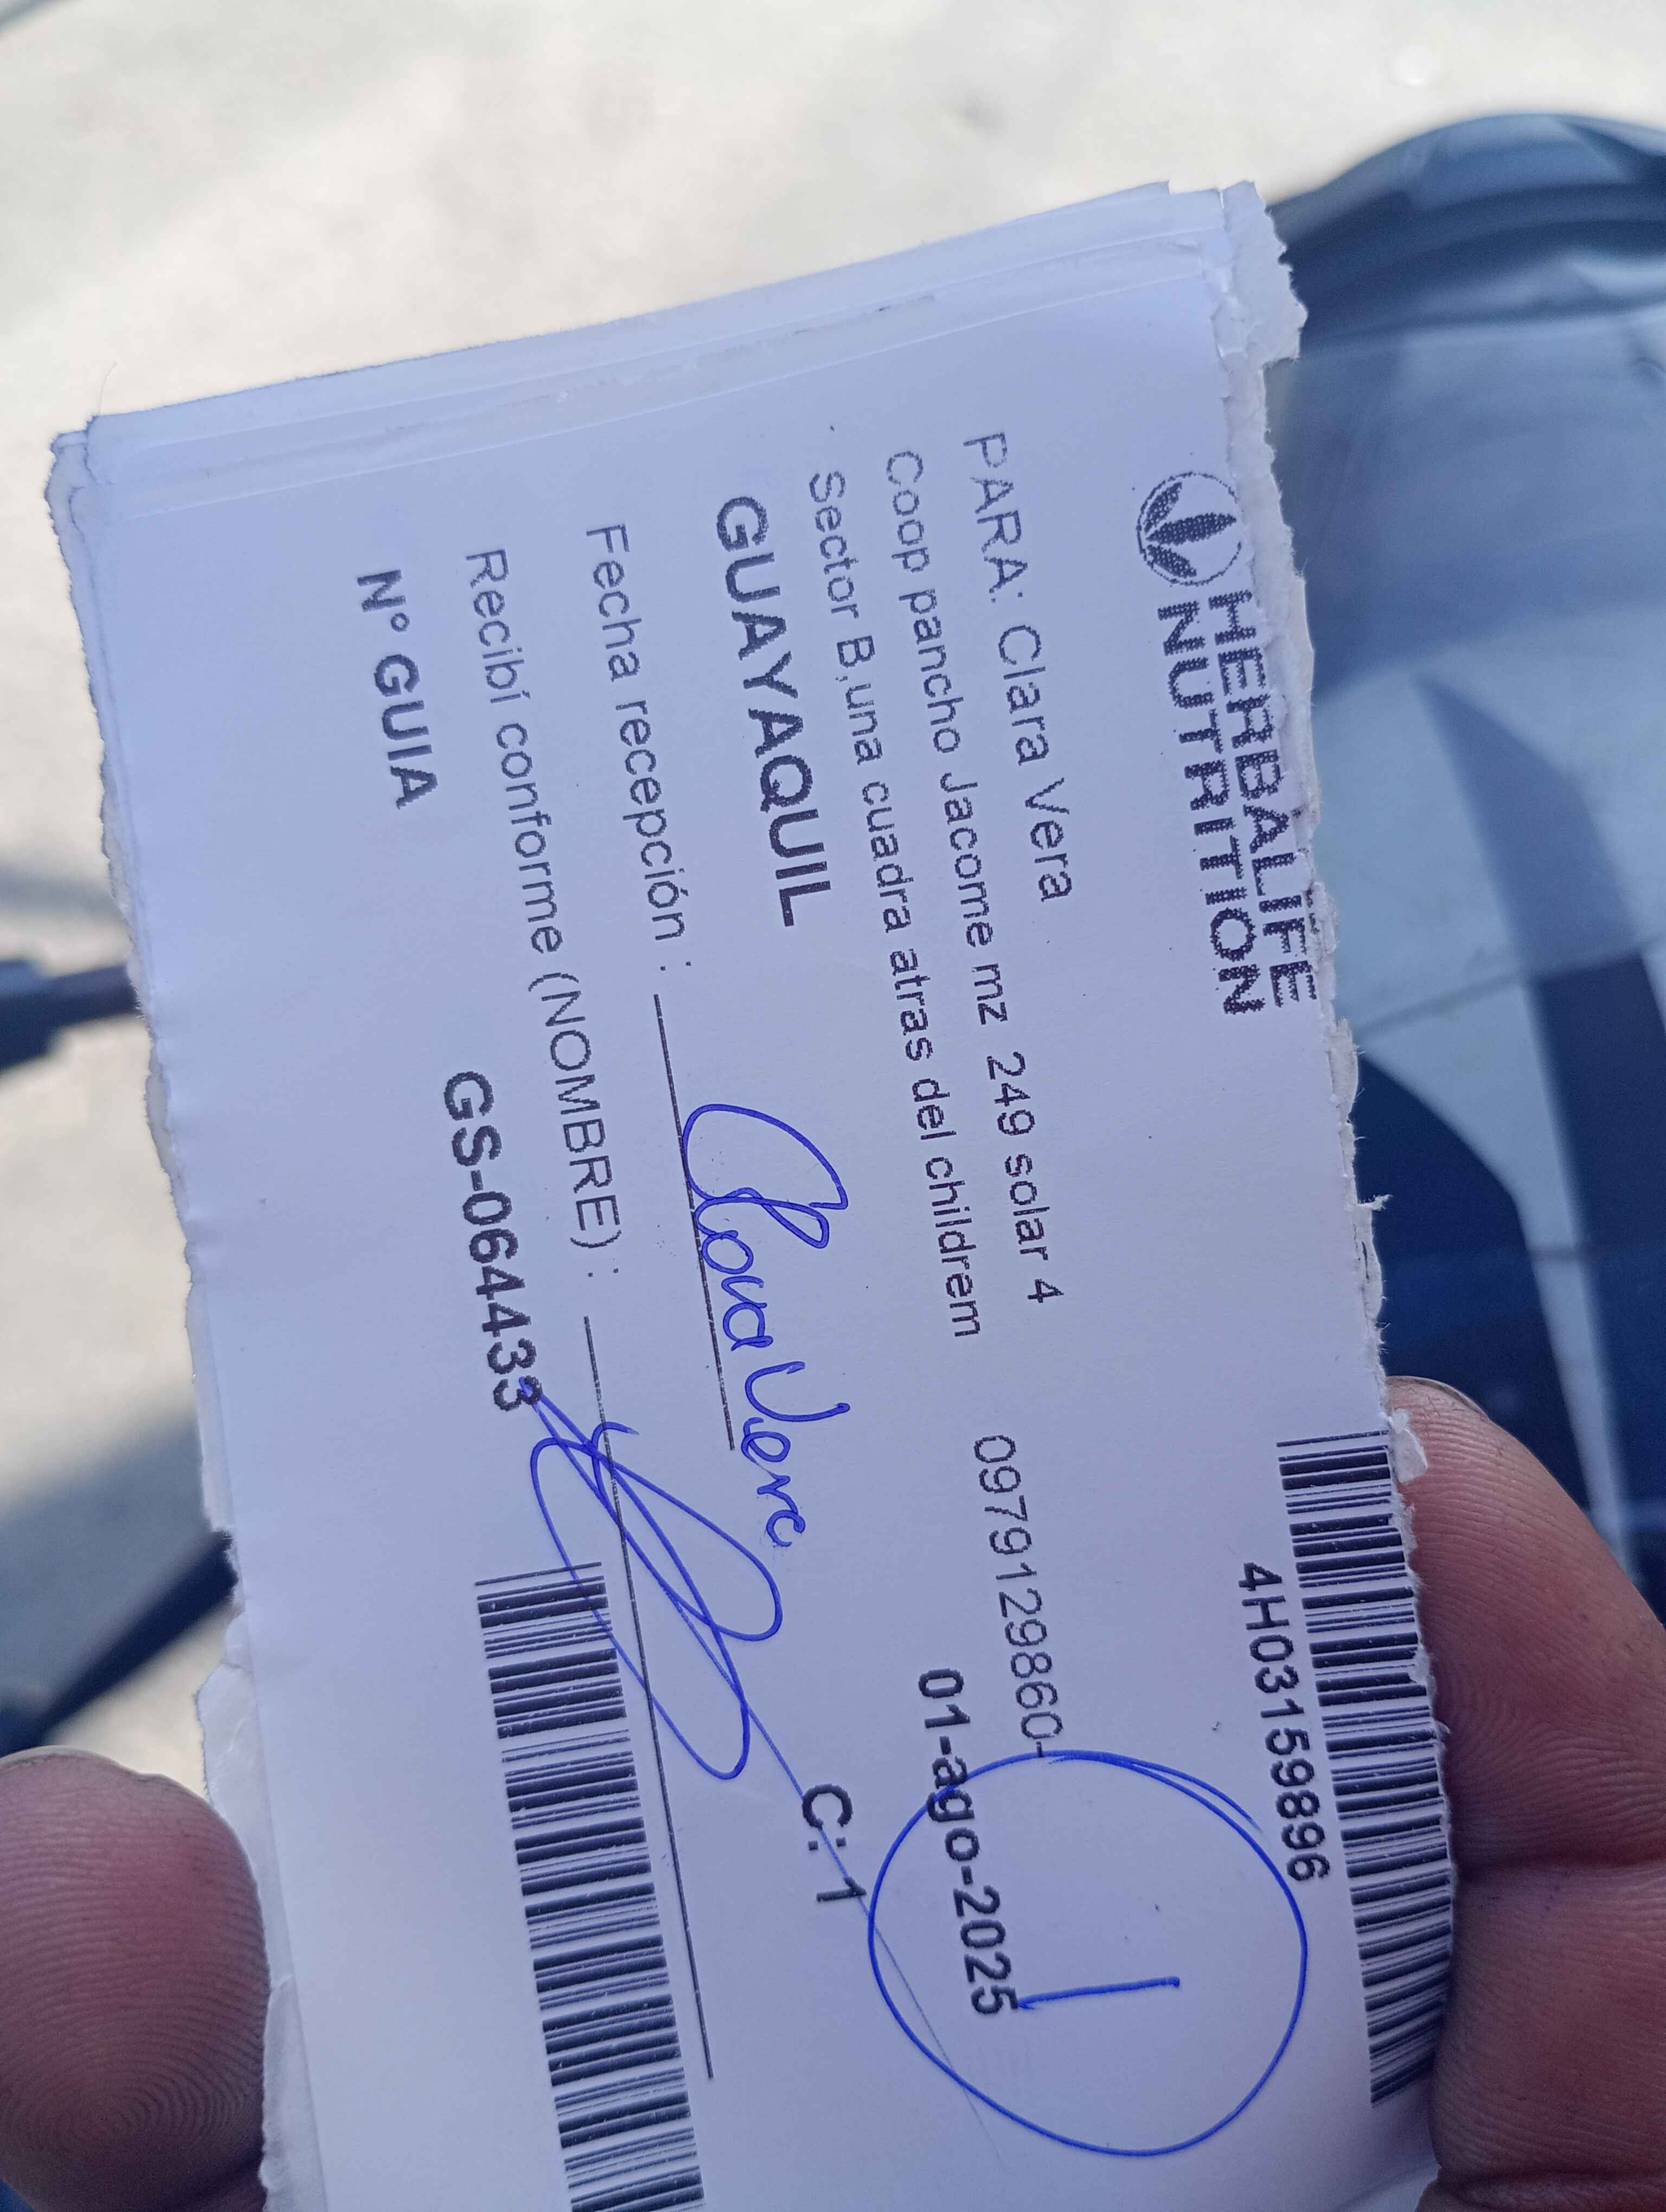 HERBALIFE
NUTRITION
4H03159896
PARA: Clara Vera
Coop pancho Jacome mz 249 solar 4
Sector B,una cuadra atras del childrem
0979129860-
01-ago-2025
1
GUAYAQUIL
C: 1
Fecha recepción :
Clara Vera
Recibí conforme (NOMBRE) :
N° GUIA
GS-064433